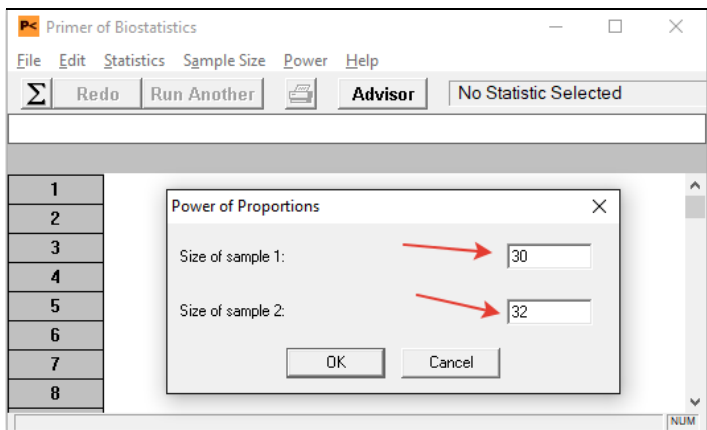 P< Primer of Biostatistics
File Edit Statistics Sample Size Power Help
Σ Redo Run Another Advisor No Statistic Selected
1
2
3
4
5
6
7
8
Power of Proportions
Size of sample 1: 30
Size of sample 2: 32
OK Cancel
NUM